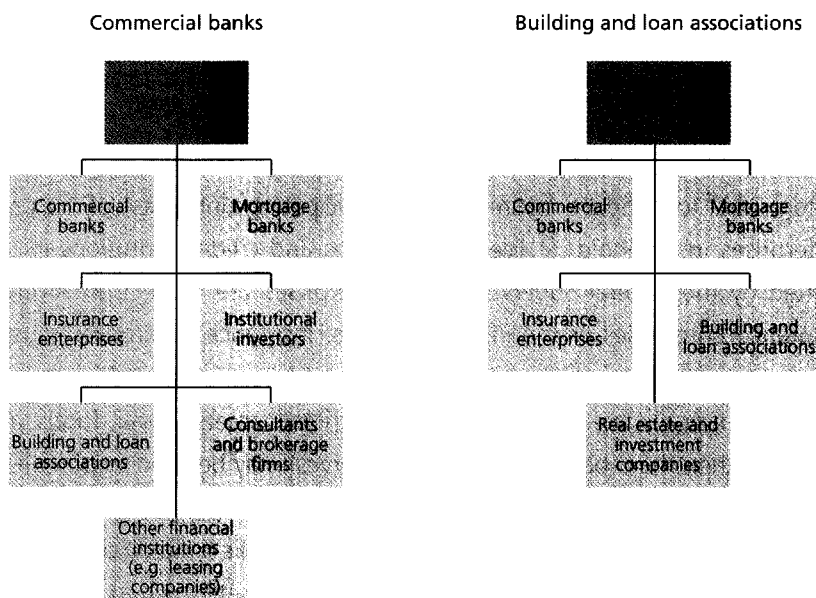 Commercial banks
Building and loan associations
Commercial
banks
Mortgage
banks
Insurance
enterprises
Institutional
investors
Building and loan
associations
Consultants
and brokerage
firms
Other financial
institutions
(e.g. leasing
companies)
Commercial
banks
Mortgage
banks
Insurance
enterprises
Building and
loan associations
Real estate and
investment
companies